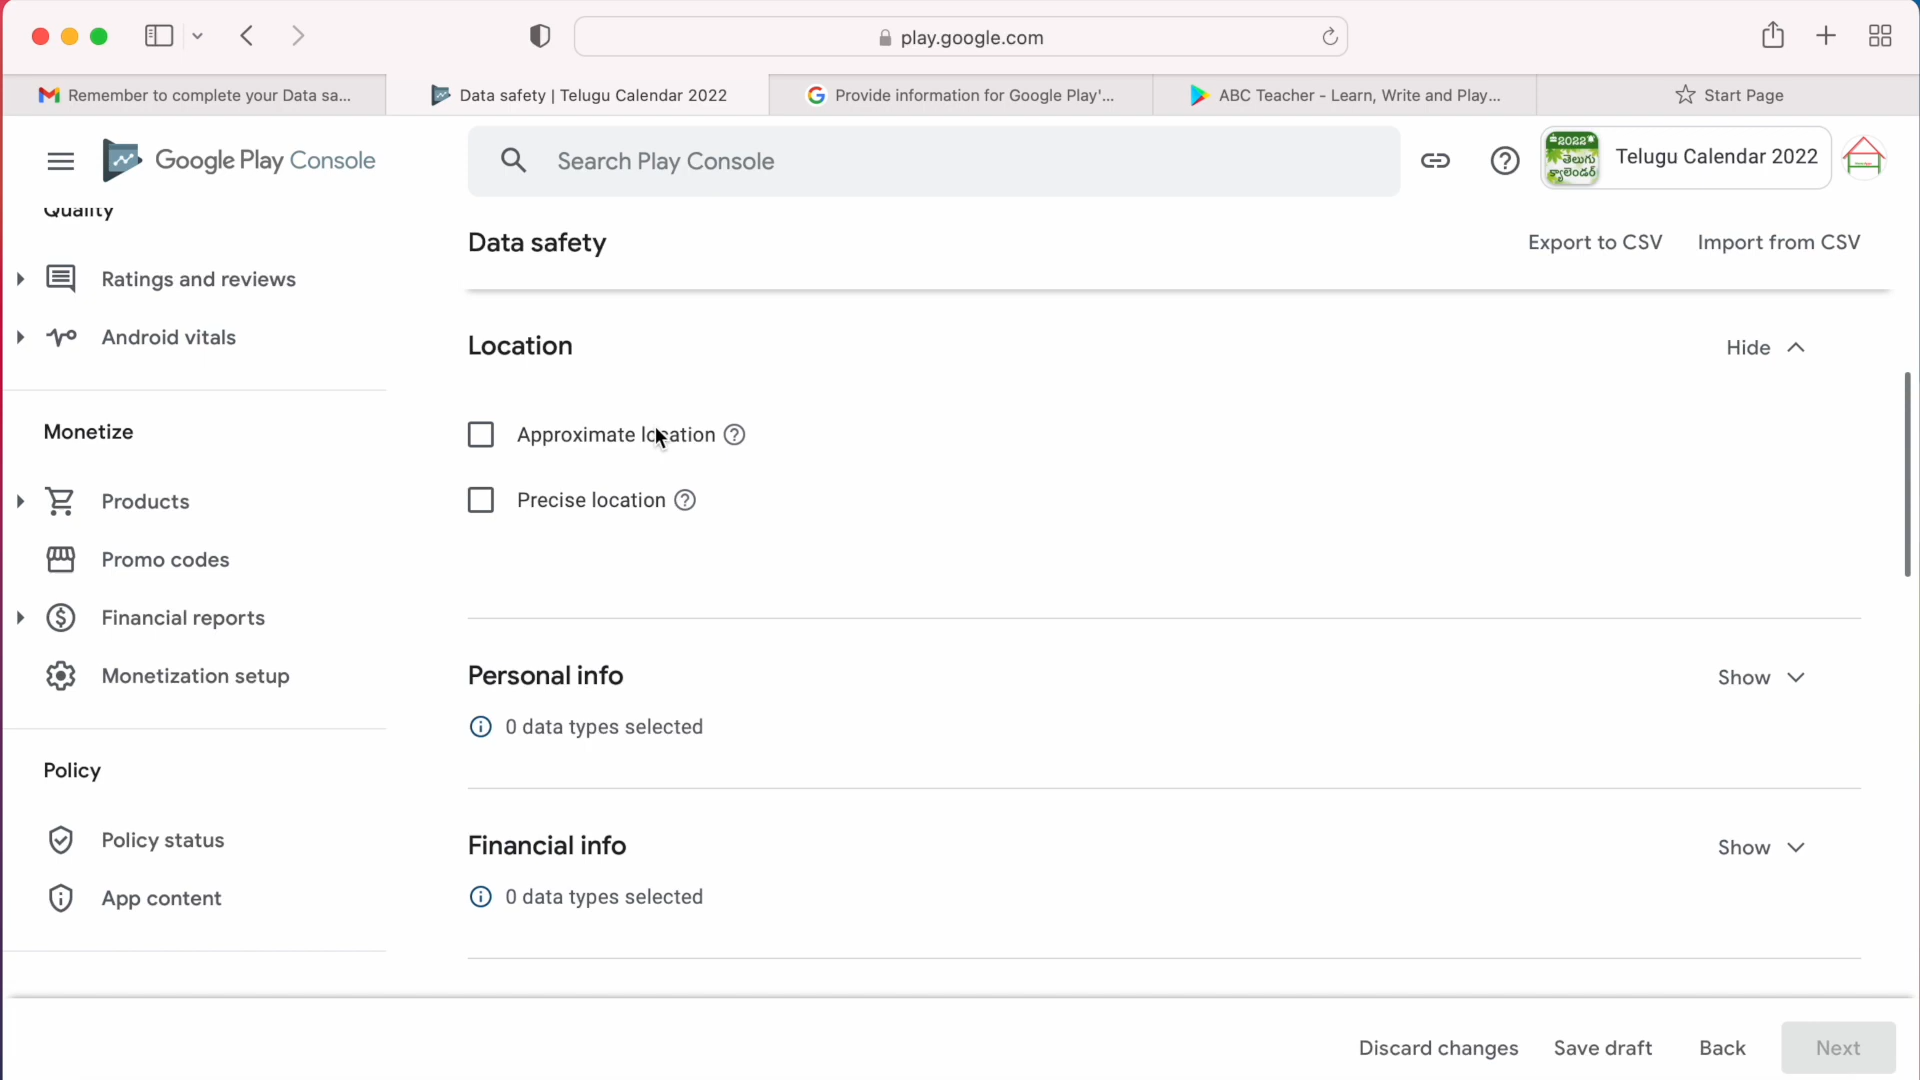 play.google.com
Remember to complete your Data sa...
Data safety | Telugu Calendar 2022
Provide information for Google Play'...
ABC Teacher - Learn, Write and Play...
Start Page
Google Play Console
Search Play Console
2022
తెలుగు
క్యాలెండర్
Telugu Calendar 2022
Quality
Ratings and reviews
Android vitals
Monetize
Products
Promo codes
Financial reports
Monetization setup
Policy
Policy status
App content
Data safety
Export to CSV
Import from CSV
Location
Hide
Approximate location
Precise location
Personal info
Show
0 data types selected
Financial info
Show
0 data types selected
Discard changes
Save draft
Back
Next